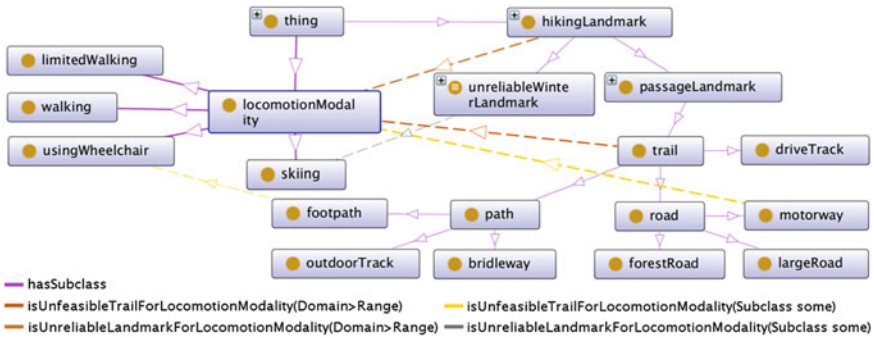 thing
hikingLandmark
limitedWalking
unreliableWinte
rLandmark
passageLandmark
walking
locomotionModal
ity
usingWheelchair
trail
driveTrack
skiing
footpath
path
road
motorway
outdoorTrack
bridleway
forestRoad
largeRoad
hasSubclass
isUnfeasibleTrailForLocomotionModality(Domain>Range)
isUnfeasibleTrailForLocomotionModality(Subclass some)
isUnreliableLandmarkForLocomotionModality(Domain>Range)
isUnreliableLandmarkForLocomotionModality(Subclass some)